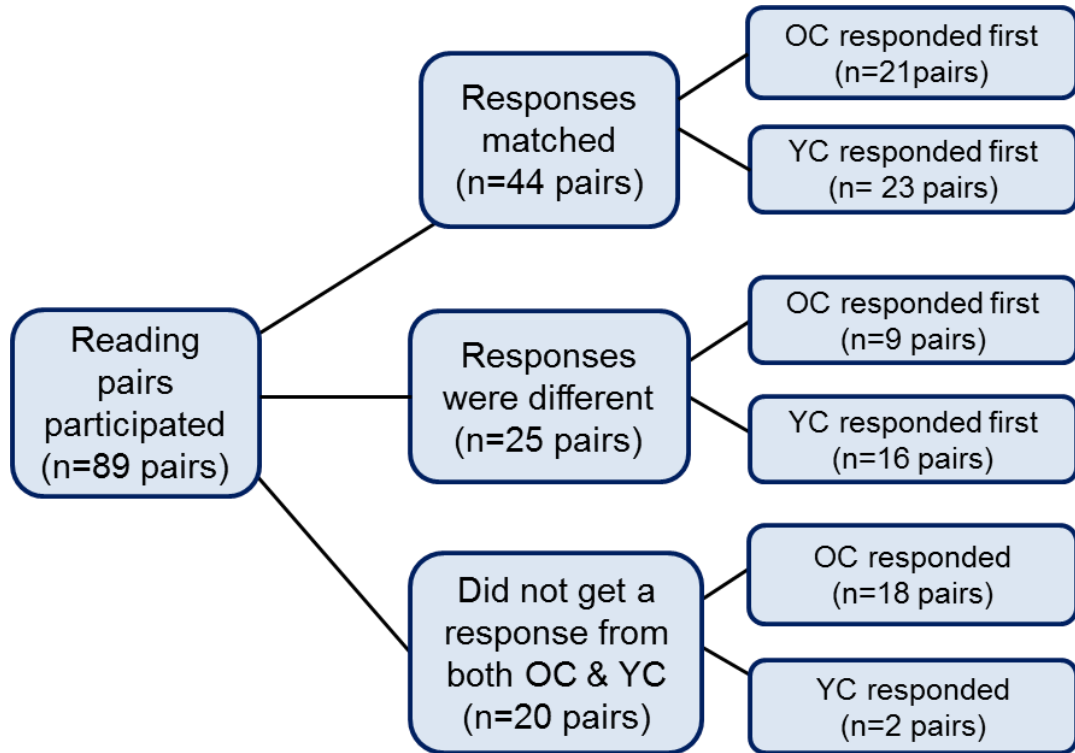 Reading
pairs
participated
(n=89 pairs)
Responses
matched
(n=44 pairs)
OC responded first
(n=21pairs)
YC responded first
(n= 23 pairs)
Responses
were different
(n=25 pairs)
OC responded first
(n=9 pairs)
YC responded first
(n=16 pairs)
Did not get a
response from
both OC & YC
(n=20 pairs)
OC responded
(n=18 pairs)
YC responded
(n=2 pairs)